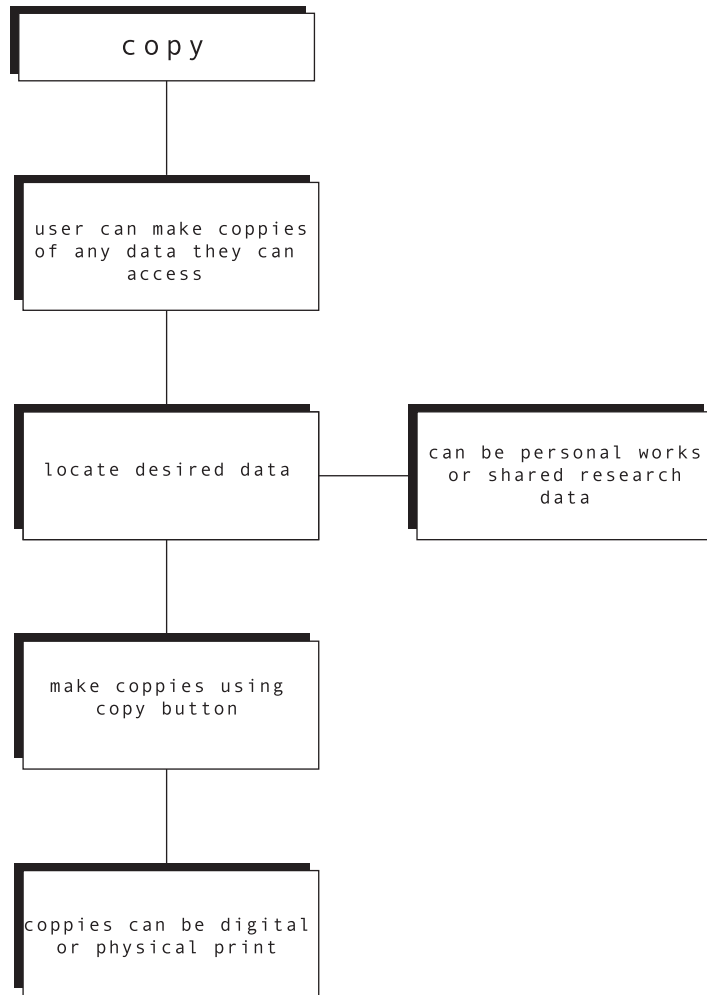 copy
user can make coppies
of any data they can
access
locate desired data
can be personal works
or shared research
data
make coppies using
copy button
coppies can be digital
or physical print